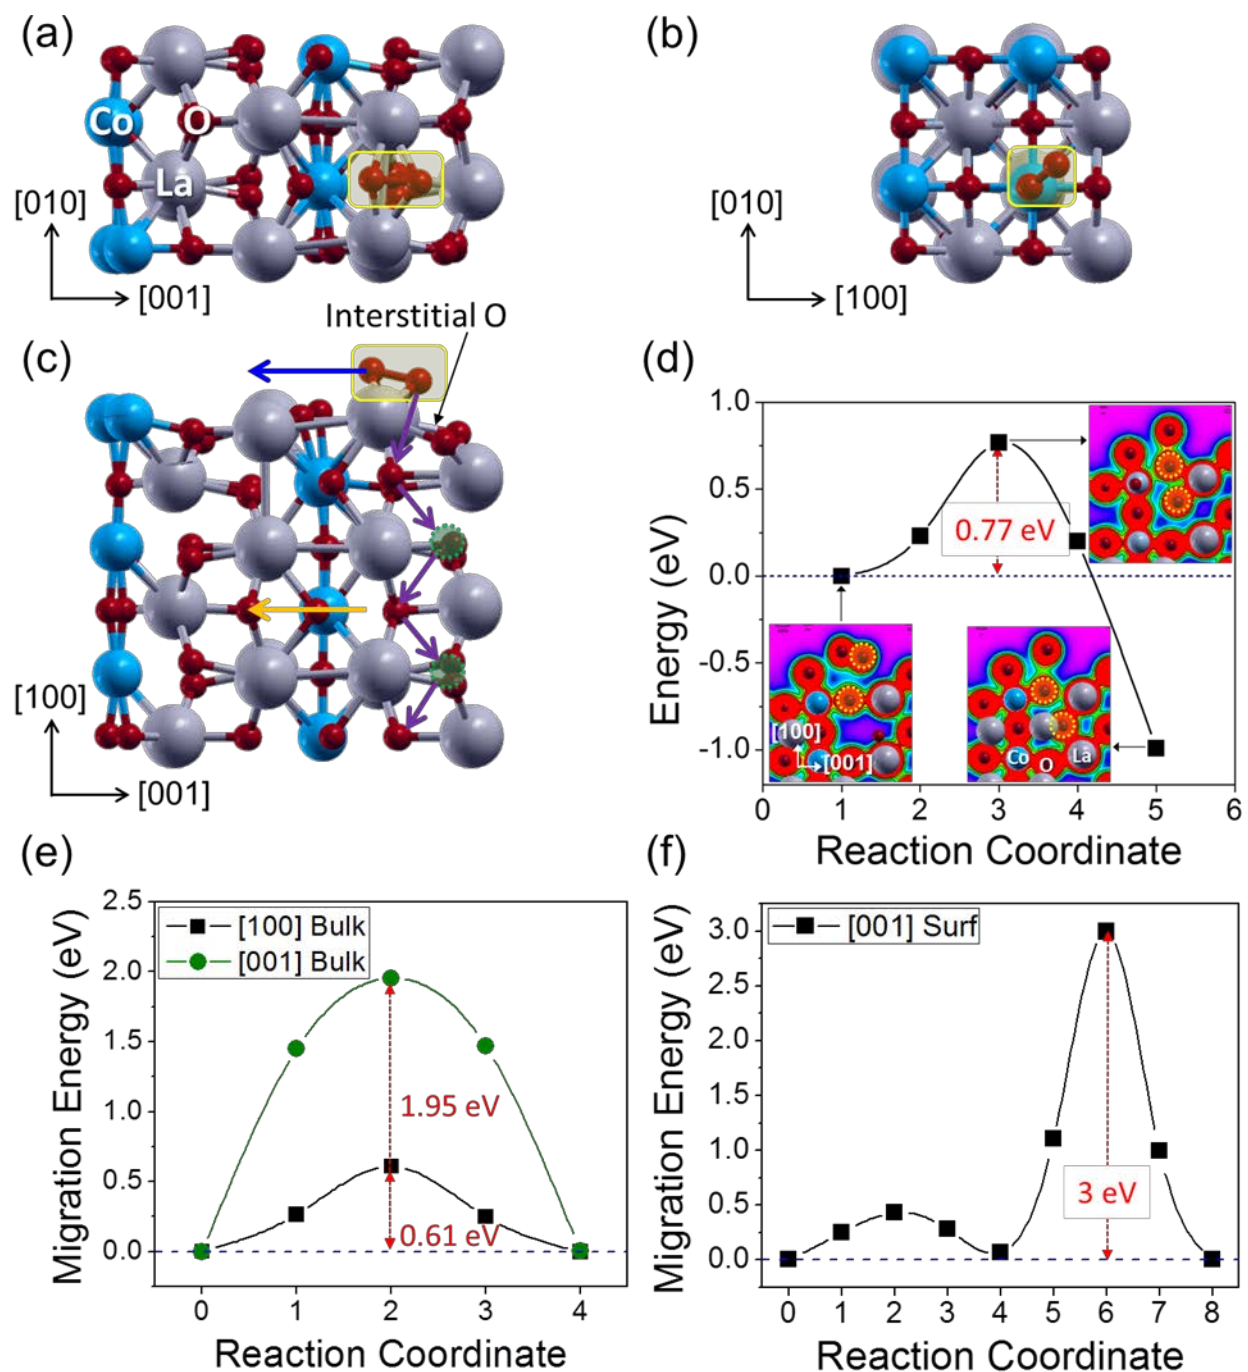 (a)
Co
O
La
[010]
[001]
(b)
[010]
[100]
(c)
Interstitial O
[100]
[001]
(d)
Energy (eV)
1.0
0.5
0.0
-0.5
-1.0
0.77 eV
[100]
[001]
Co
O
La
0 1 2 3 4 5 6
Reaction Coordinate
(e)
Migration Energy (eV)
2.5
2.0
1.5
1.0
0.5
0.0
[100] Bulk
[001] Bulk
1.95 eV
0.61 eV
0 1 2 3 4
Reaction Coordinate
(f)
Migration Energy (eV)
3.0
2.5
2.0
1.5
1.0
0.5
0.0
[001] Surf
3 eV
0 1 2 3 4 5 6 7 8
Reaction Coordinate